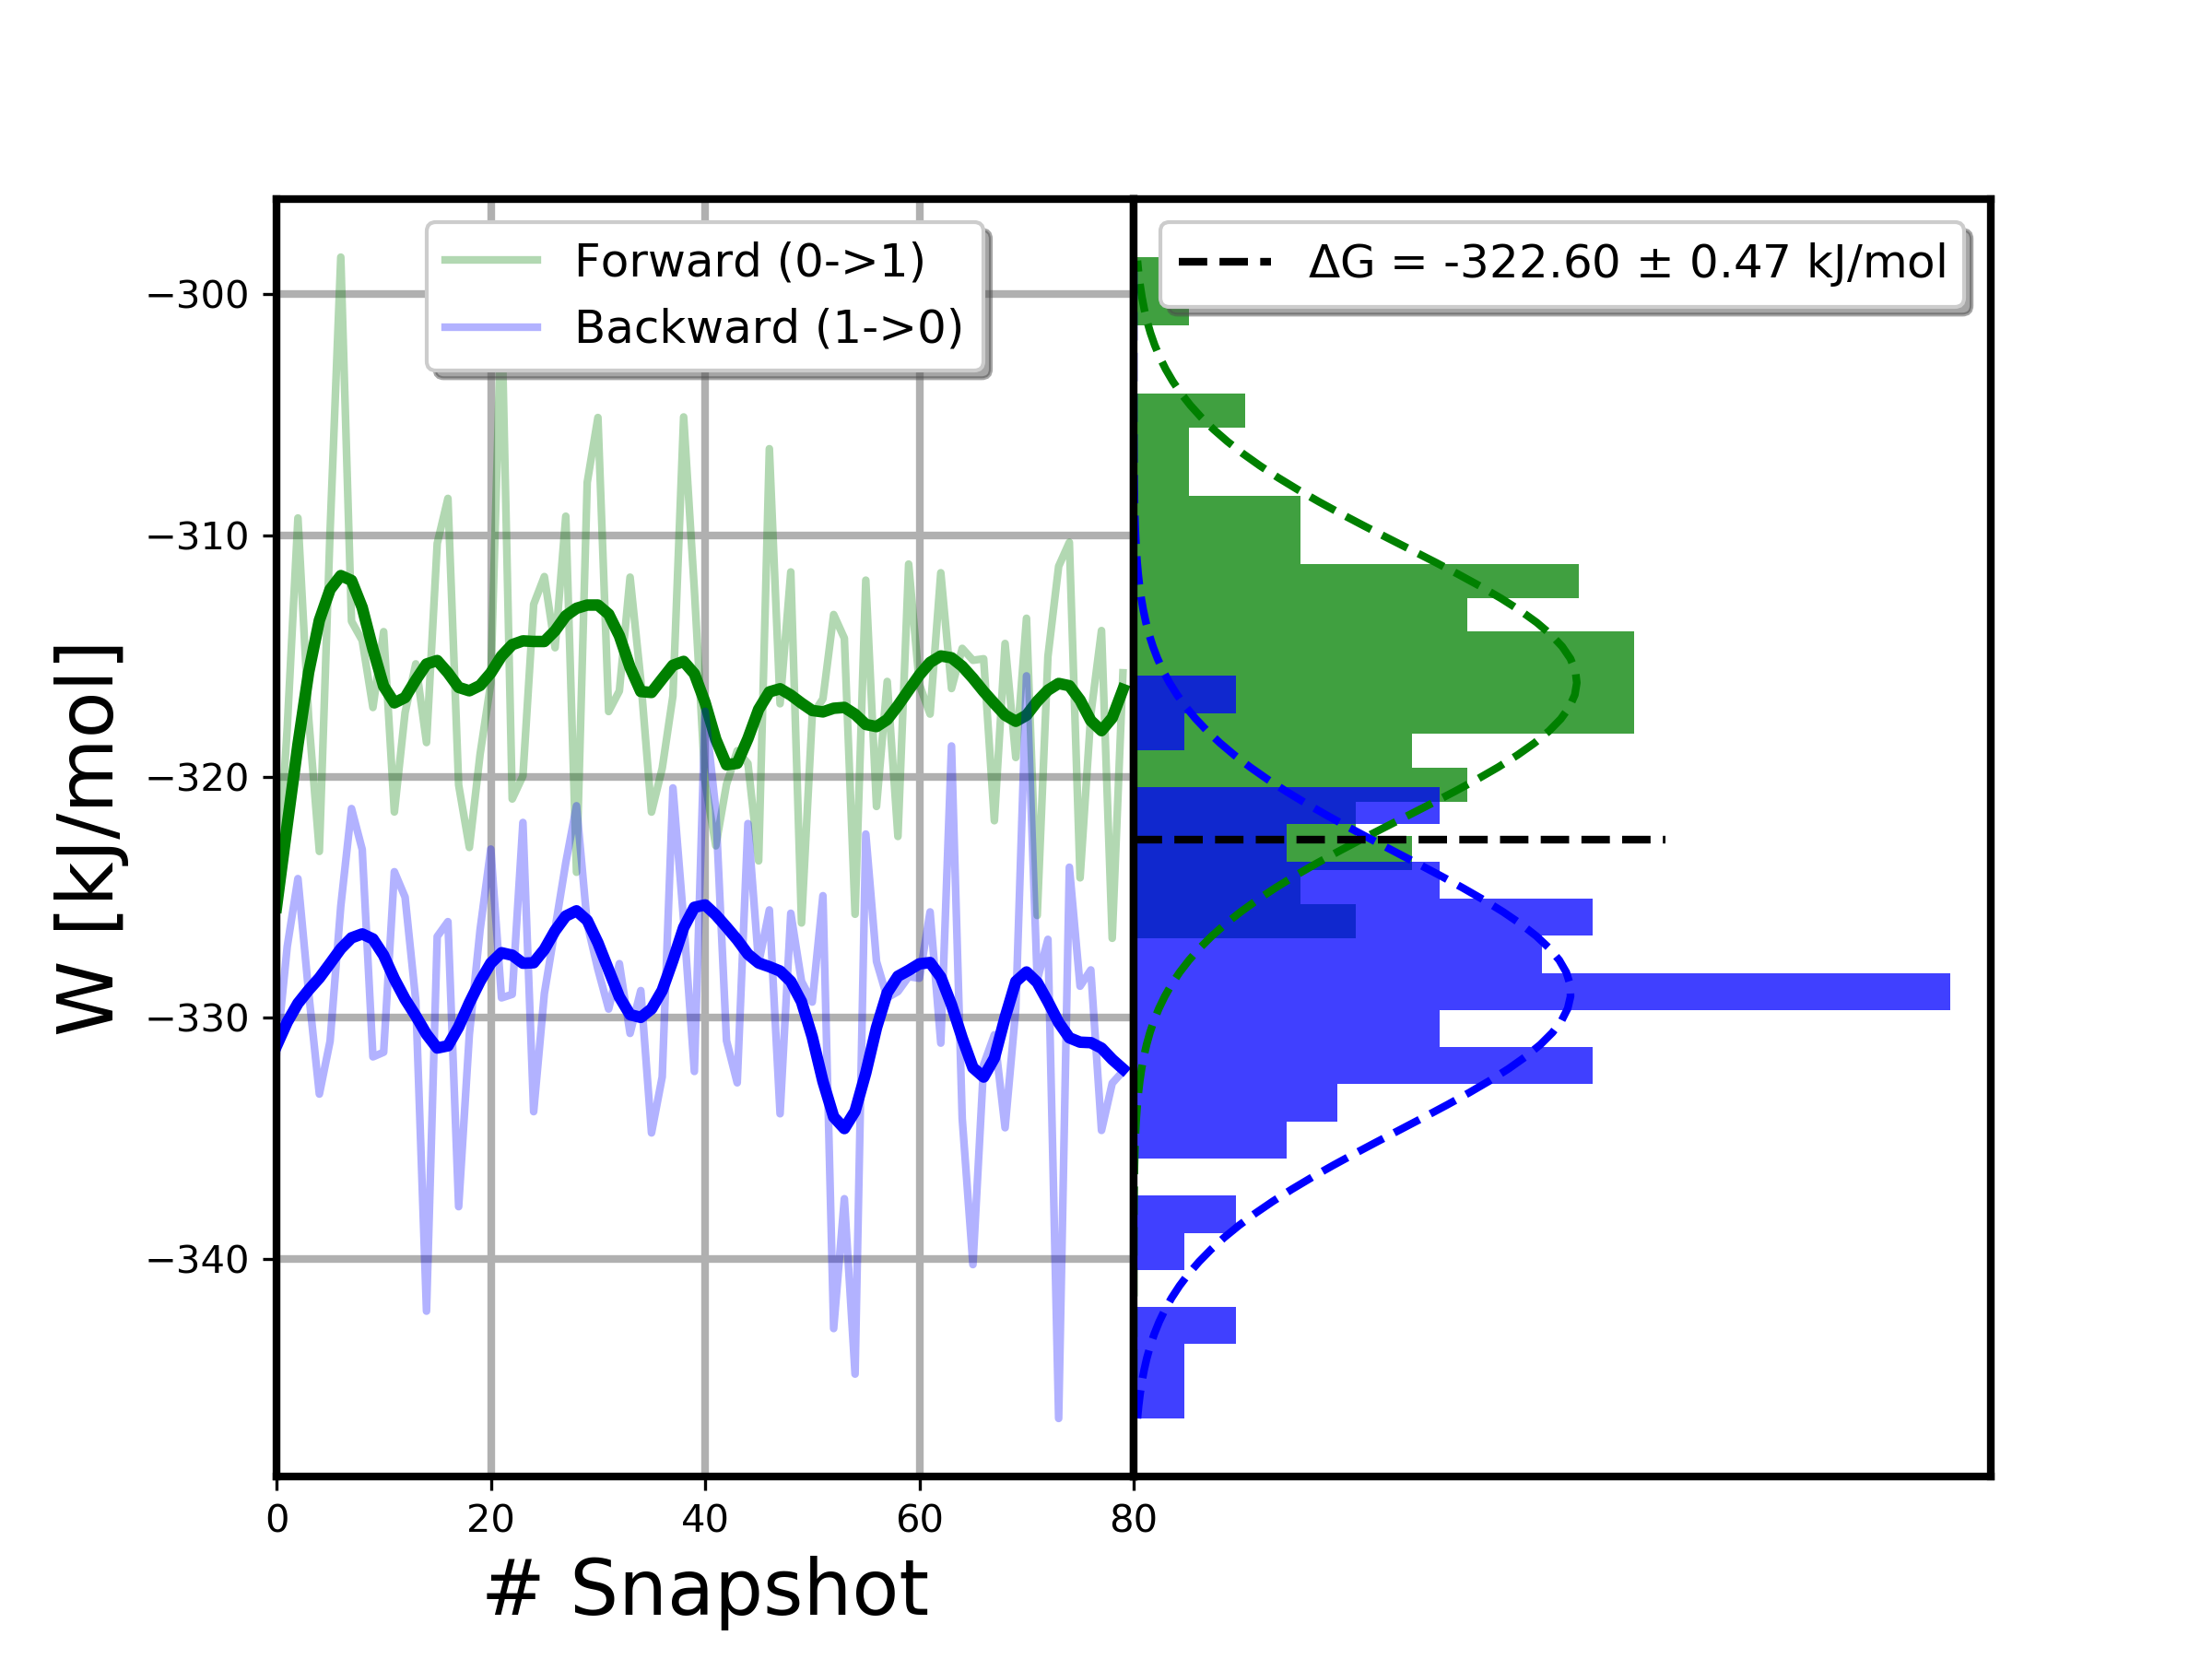 Forward (0->1)
Backward (1->0)
ΔG = -322.60 ± 0.47 kJ/mol
−300
−310
−320
−330
−340
W [kJ/mol]
0 20 40 60 80
# Snapshot